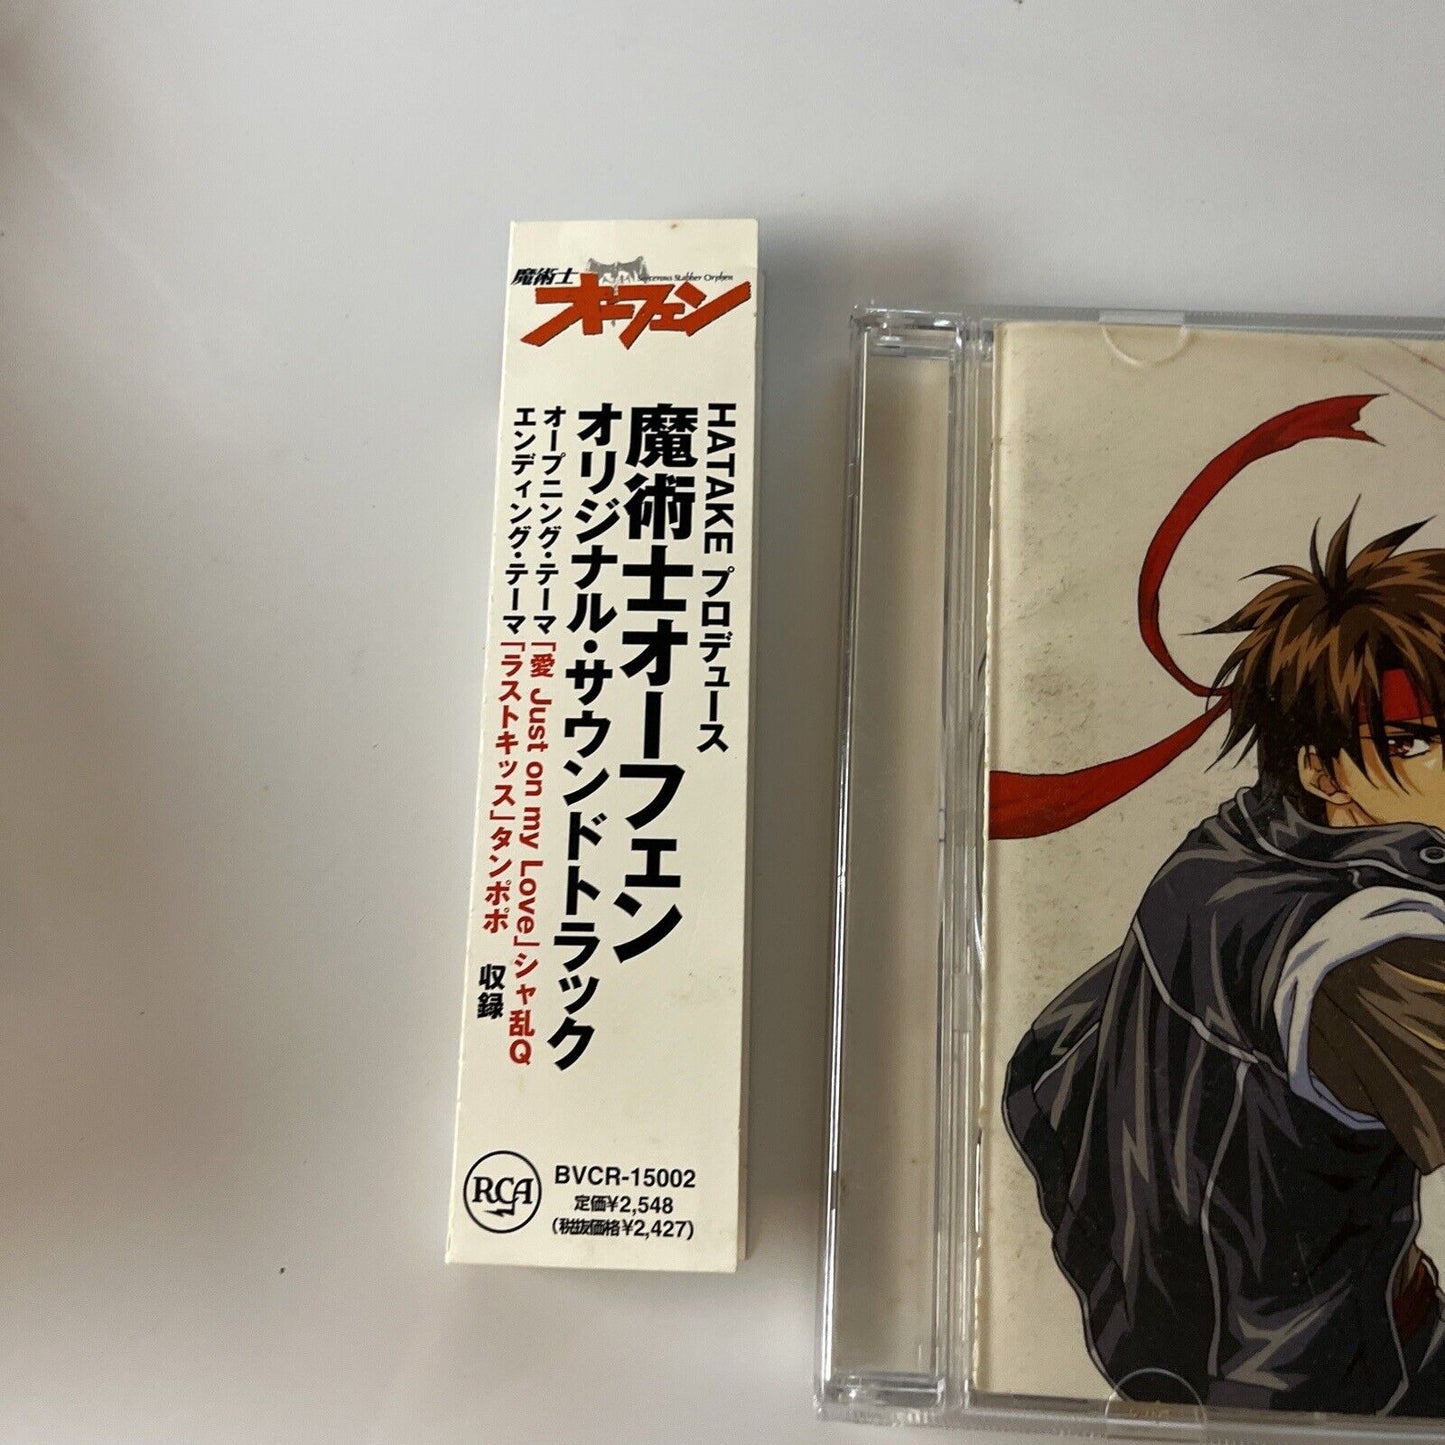 魔術士
Sorcerous Stabber Orphen
オーフェン
HATAKE プロデュース
魔術士オーフェン
オリジナル・サウンドトラック
オープニング・テーマ「愛 Just on my Love」シャ乱Q
エンディング・テーマ「ラストキッス」タンポポ 収録
RCA
BVCR-15002
定価¥2,548
(税抜価格¥2,427)